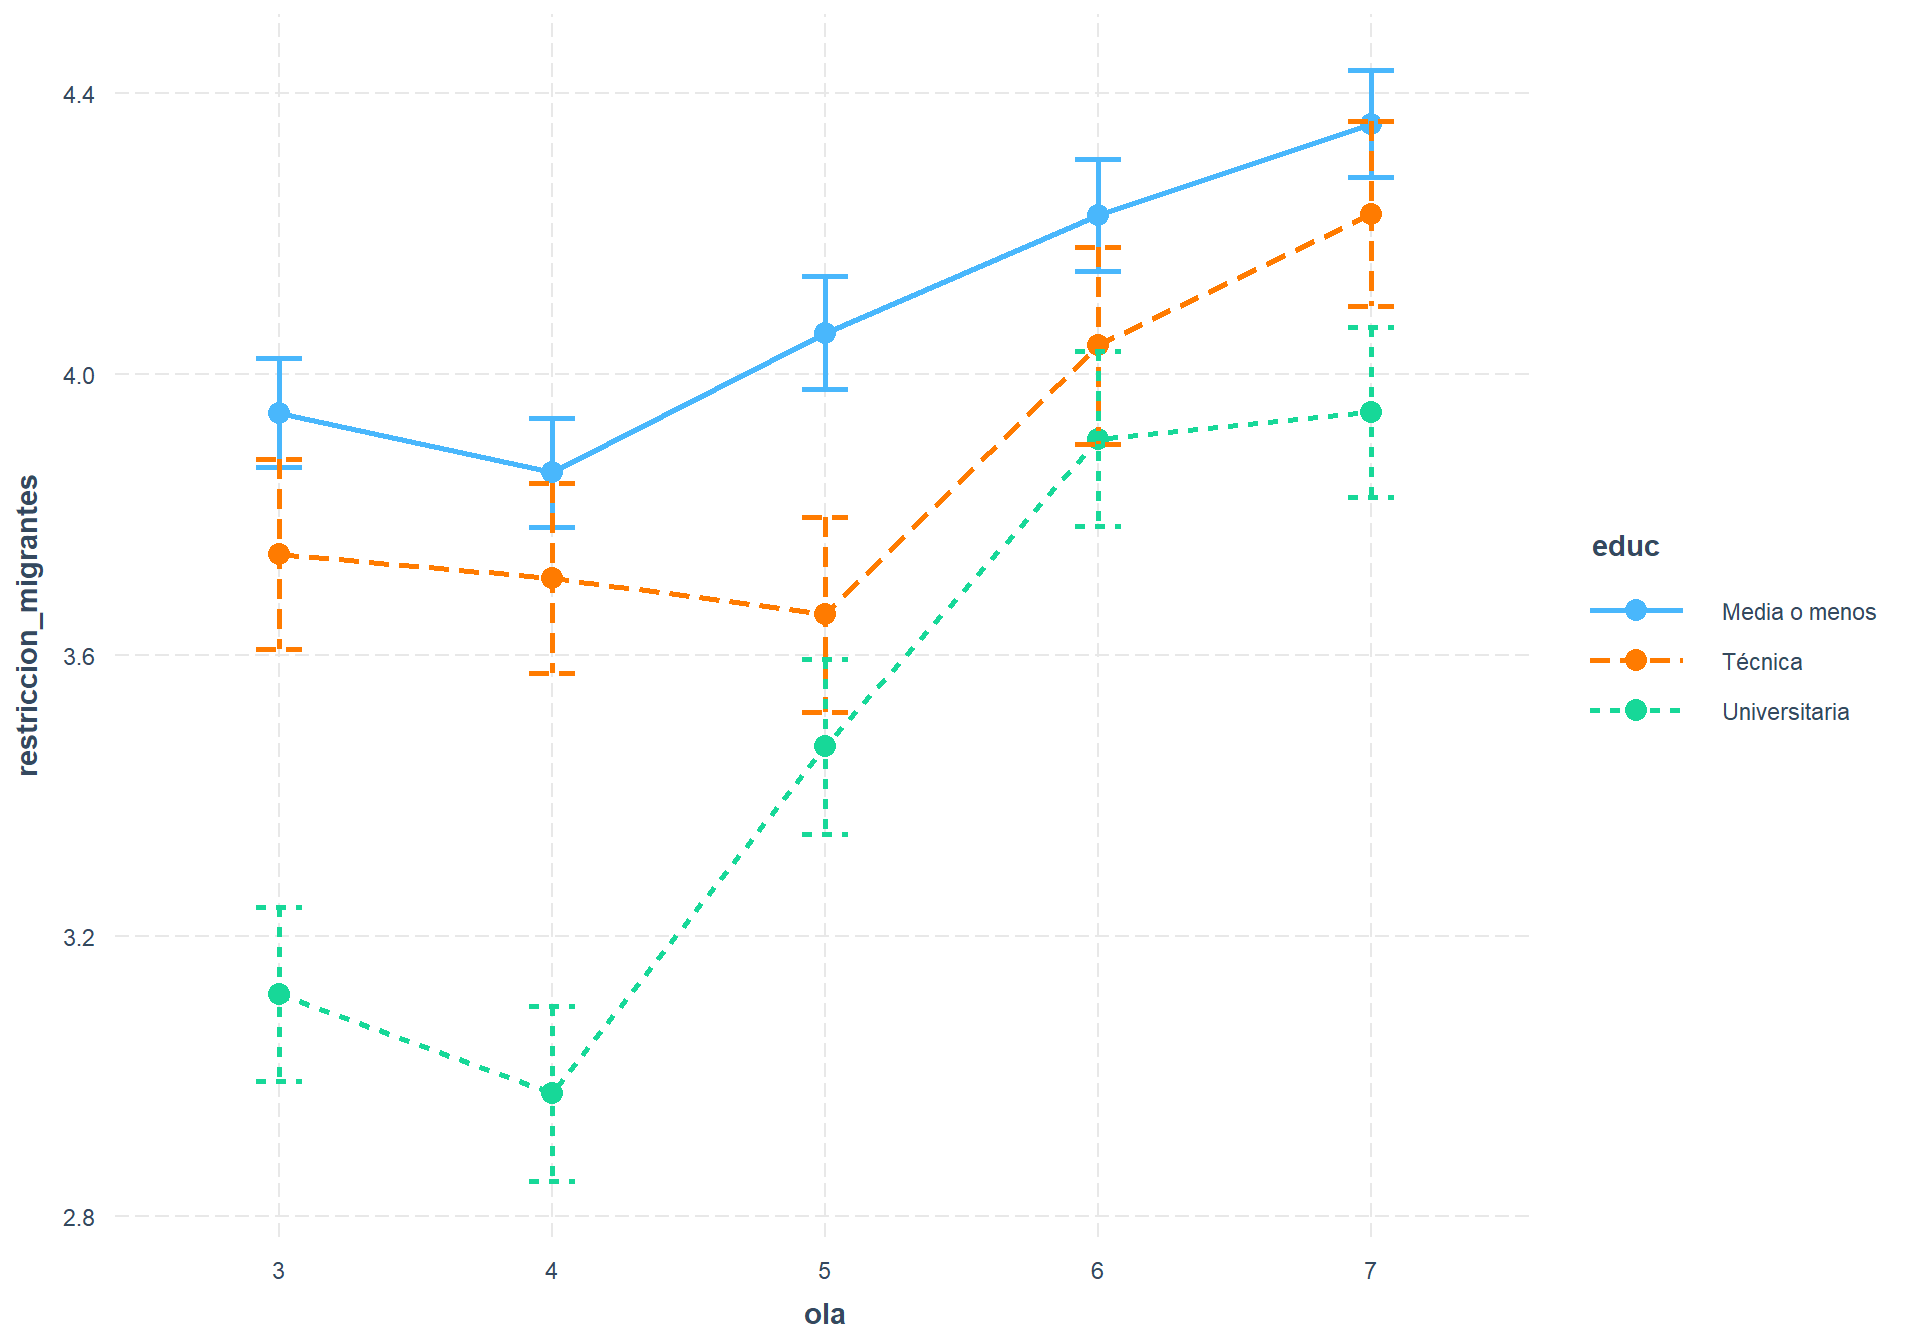 4.4
4.0
3.6
3.2
2.8
restriccion_migrantes
3 4 5 6 7
ola
educ
Media o menos
Técnica
Universitaria